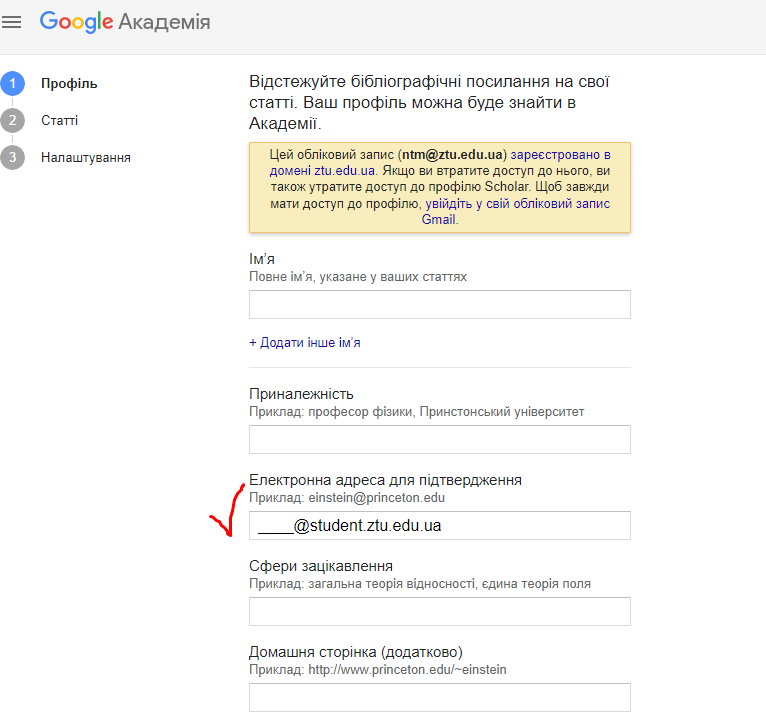 Google Академія
1 Профіль
2 Статті
3 Налаштування
Відстежуйте бібліографічні посилання на свої
статті. Ваш профіль можна буде знайти в
Академії.
Цей обліковий запис (ntm@ztu.edu.ua) зареєстровано в
домені ztu.edu.ua. Якщо ви втратите доступ до нього, ви
також утратите доступ до профілю Scholar. Щоб завжди
мати доступ до профілю, увійдіть у свій обліковий запис
Gmail.
Ім’я
Повне ім’я, указане у ваших статтях
+ Додати інше ім’я
Приналежність
Приклад: професор фізики, Принстонський університет
Електронна адреса для підтвердження
Приклад: einstein@princeton.edu
____@student.ztu.edu.ua
Сфери зацікавлення
Приклад: загальна теорія відносності, єдина теорія поля
Домашня сторінка (додатково)
Приклад: http://www.princeton.edu/~einstein